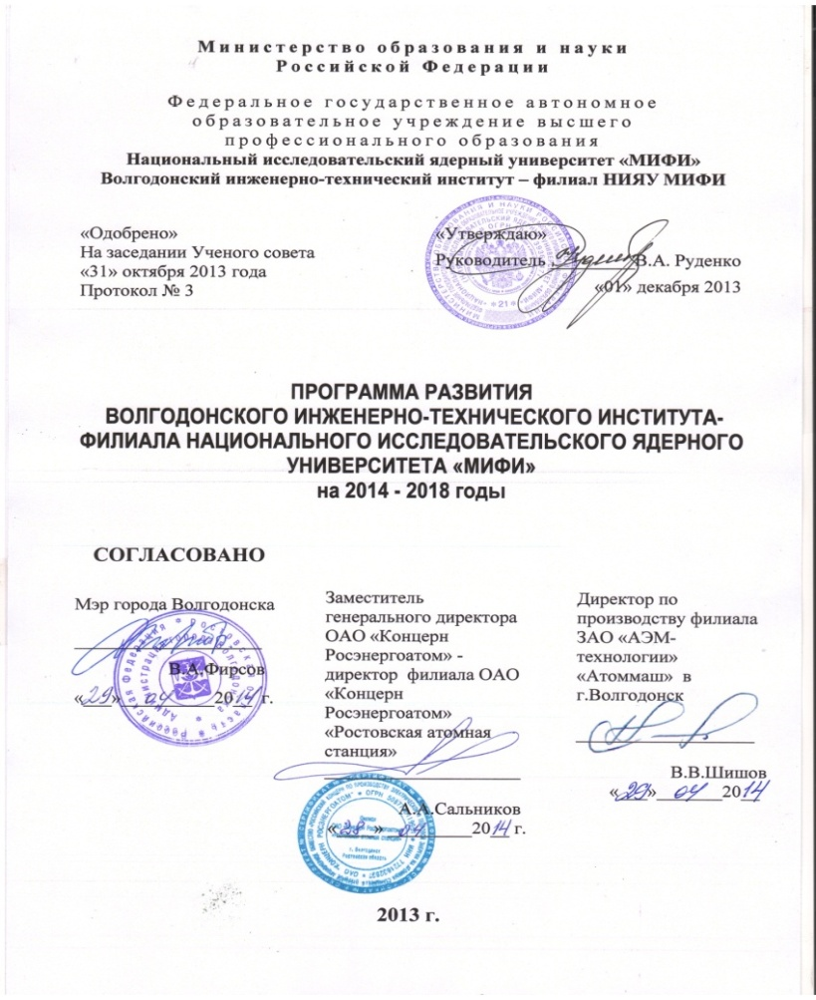 Министерство образования и науки
Российской Федерации
Федеральное государственное автономное
образовательное учреждение высшего
профессионального образования
Национальный исследовательский ядерный университет «МИФИ»
Волгодонский инженерно-технический институт – филиал НИЯУ МИФИ
«Одобрено»
На заседании Ученого совета
«31» октября 2013 года
Протокол № 3
«Утверждаю»
Руководитель В.А. Руденко
«01» декабря 2013
ПРОГРАММА РАЗВИТИЯ
ВОЛГОДОНСКОГО ИНЖЕНЕРНО-ТЕХНИЧЕСКОГО ИНСТИТУТА-
ФИЛИАЛА НАЦИОНАЛЬНОГО ИССЛЕДОВАТЕЛЬСКОГО ЯДЕРНОГО
УНИВЕРСИТЕТА «МИФИ»
на 2014 - 2018 годы
СОГЛАСОВАНО
Мэр города Волгодонска
В.А.Фирсов
«29» 04 2014 г.
Заместитель
генерального директора
ОАО «Концерн
Росэнергоатом» -
директор филиала ОАО
«Концерн
Росэнергоатом»
«Ростовская атомная
станция»
А.А.Сальников
«28» 04 2014 г.
Директор по
производству филиала
ЗАО «АЭМ-
технологии»
«Атоммаш» в
г.Волгодонск
В.В.Шишов
«29» 04 2014
2013 г.